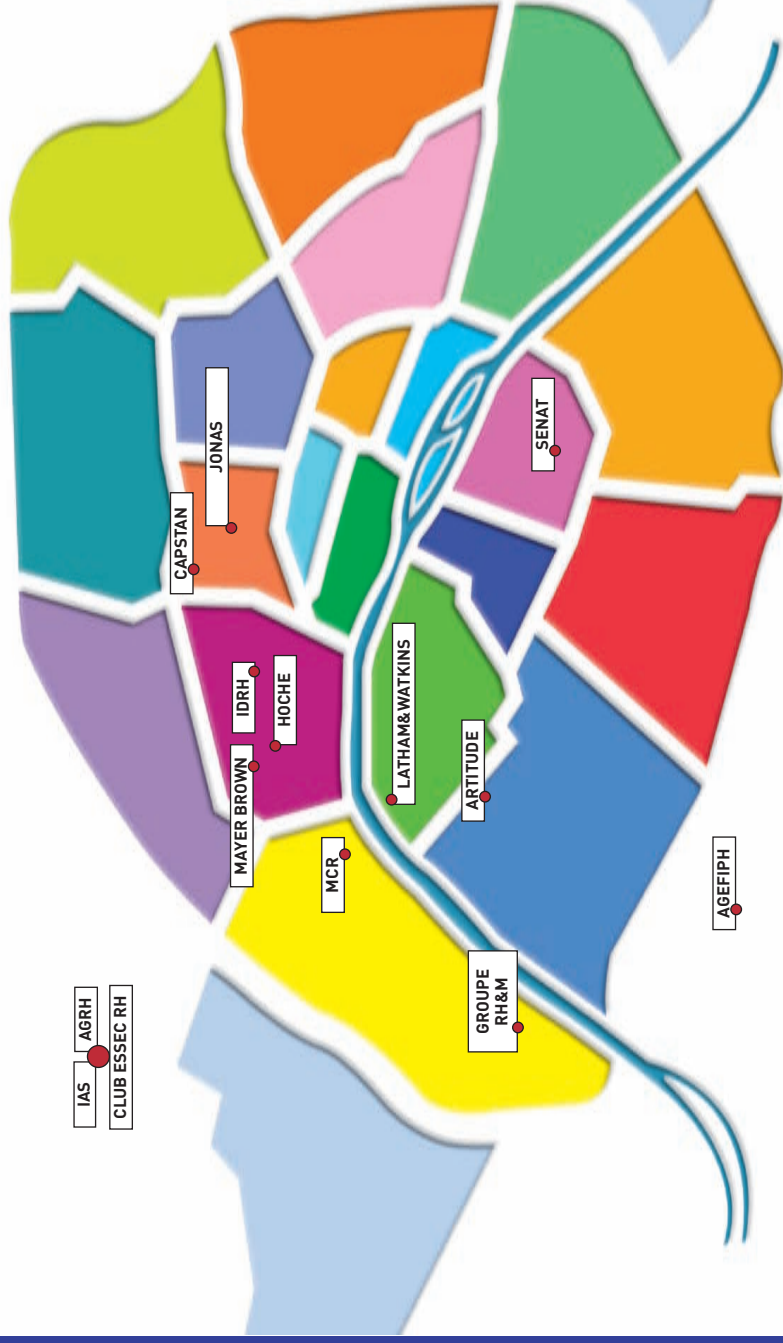 IAS
AGRH
CLUB ESSEC RH
CAPSTAN
JONAS
MAYER BROWN
IDRH
HOCHE
MCR
LATHAM&WATKINS
ARTITUDE
GROUPE
RH&M
SENAT
AGEFIPH